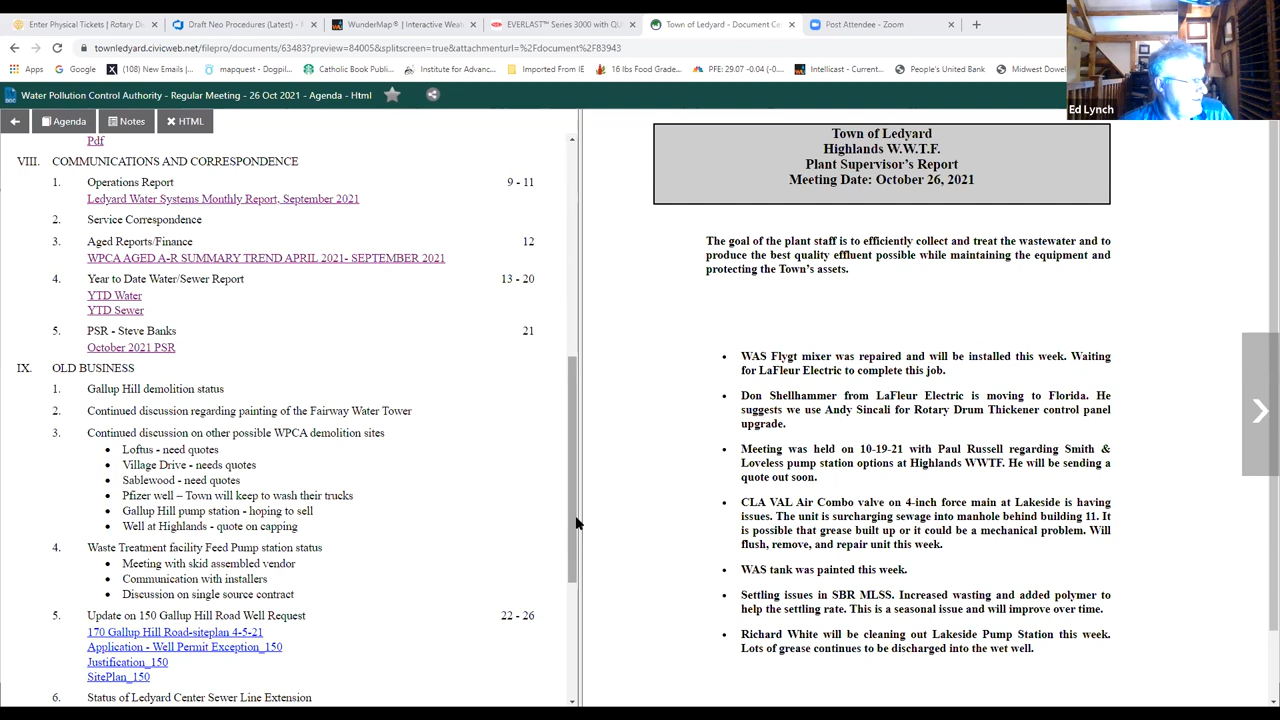 Enter Physical Tickets | Rotary Di
Draft Neo Procedures (Latest) - F
WunderMap® | Interactive Weat
EVERLAST™ Series 3000 with QU
Town of Ledyard - Document Ce
Post Attendee - Zoom
townledyard.civicweb.net/filepro/documents/63483?preview=84005&splitscreen=true&attachmenturl=%2Fdocument%2F83943
Apps
Google
(108) New Emails |...
mapquest - Dogpil...
Catholic Book Publi...
Institute for Advanc...
Imported From IE
16 lbs Food Grade...
PFE: 29.07 -0.04 (-0....
Intellicast - Current...
People's United Bank
Midwest Dowel
Ed Lynch
Water Pollution Control Authority - Regular Meeting - 26 Oct 2021 - Agenda - Html
Agenda
Notes
HTML
Pdf
VIII. COMMUNICATIONS AND CORRESPONDENCE
1. Operations Report 9 - 11
Ledyard Water Systems Monthly Report, September 2021
2. Service Correspondence
3. Aged Reports/Finance 12
WPCA AGED A-R SUMMARY TREND APRIL 2021- SEPTEMBER 2021
4. Year to Date Water/Sewer Report 13 - 20
YTD Water
YTD Sewer
5. PSR - Steve Banks 21
October 2021 PSR
IX. OLD BUSINESS
1. Gallup Hill demolition status
2. Continued discussion regarding painting of the Fairway Water Tower
3. Continued discussion on other possible WPCA demolition sites
• Loftus - need quotes
• Village Drive - needs quotes
• Sablewood - need quotes
• Pfizer well – Town will keep to wash their trucks
• Gallup Hill pump station - hoping to sell
• Well at Highlands - quote on capping
4. Waste Treatment facility Feed Pump station status
• Meeting with skid assembled vendor
• Communication with installers
• Discussion on single source contract
5. Update on 150 Gallup Hill Road Well Request 22 - 26
170 Gallup Hill Road-siteplan 4-5-21
Application - Well Permit Exception_150
Justification_150
SitePlan_150
6. Status of Ledyard Center Sewer Line Extension
Town of Ledyard
Highlands W.W.T.F.
Plant Supervisor's Report
Meeting Date: October 26, 2021
The goal of the plant staff is to efficiently collect and treat the wastewater and to
produce the best quality effluent possible while maintaining the equipment and
protecting the Town's assets.
• WAS Flygt mixer was repaired and will be installed this week. Waiting
for LaFleur Electric to complete this job.
• Don Shellhammer from LaFleur Electric is moving to Florida. He
suggests we use Andy Sincali for Rotary Drum Thickener control panel
upgrade.
• Meeting was held on 10-19-21 with Paul Russell regarding Smith &
Loveless pump station options at Highlands WWTF. He will be sending a
quote out soon.
• CLA VAL Air Combo valve on 4-inch force main at Lakeside is having
issues. The unit is surcharging sewage into manhole behind building 11. It
is possible that grease built up or it could be a mechanical problem. Will
flush, remove, and repair unit this week.
• WAS tank was painted this week.
• Settling issues in SBR MLSS. Increased wasting and added polymer to
help the settling rate. This is a seasonal issue and will improve over time.
• Richard White will be cleaning out Lakeside Pump Station this week.
Lots of grease continues to be discharged into the wet well.